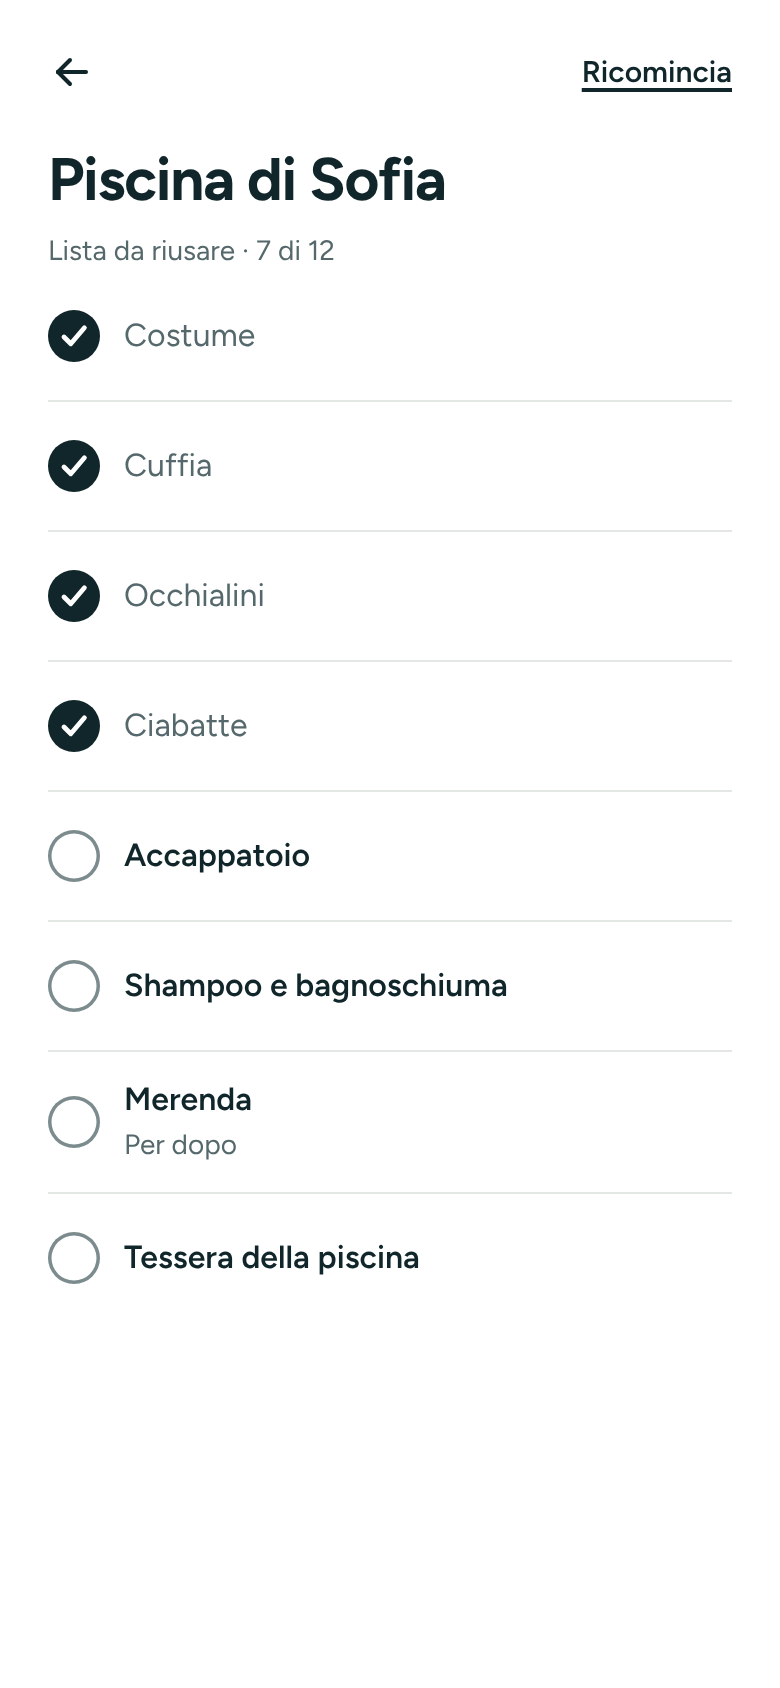 Ricomincia
Piscina di Sofia
Lista da riusare · 7 di 12
Costume
Cuffia
Occhialini
Ciabatte
Accappatoio
Shampoo e bagnoschiuma
Merenda
Per dopo
Tessera della piscina